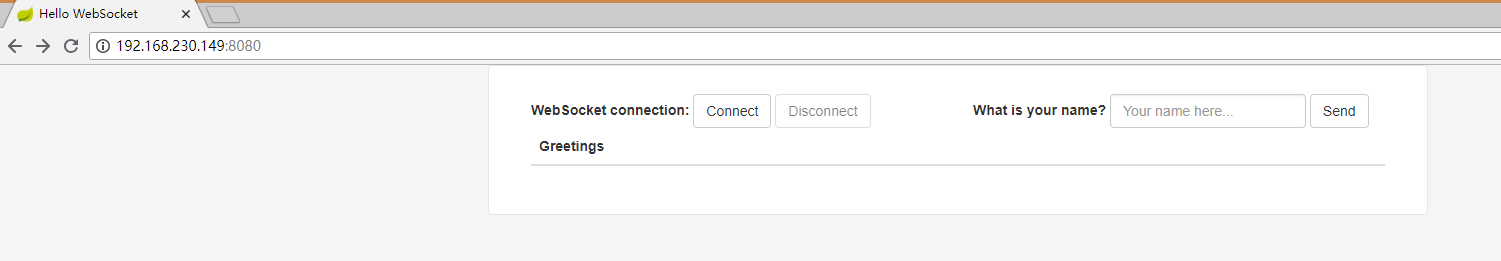 Hello WebSocket
192.168.230.149:8080
WebSocket connection: Connect Disconnect What is your name? Your name here... Send
Greetings